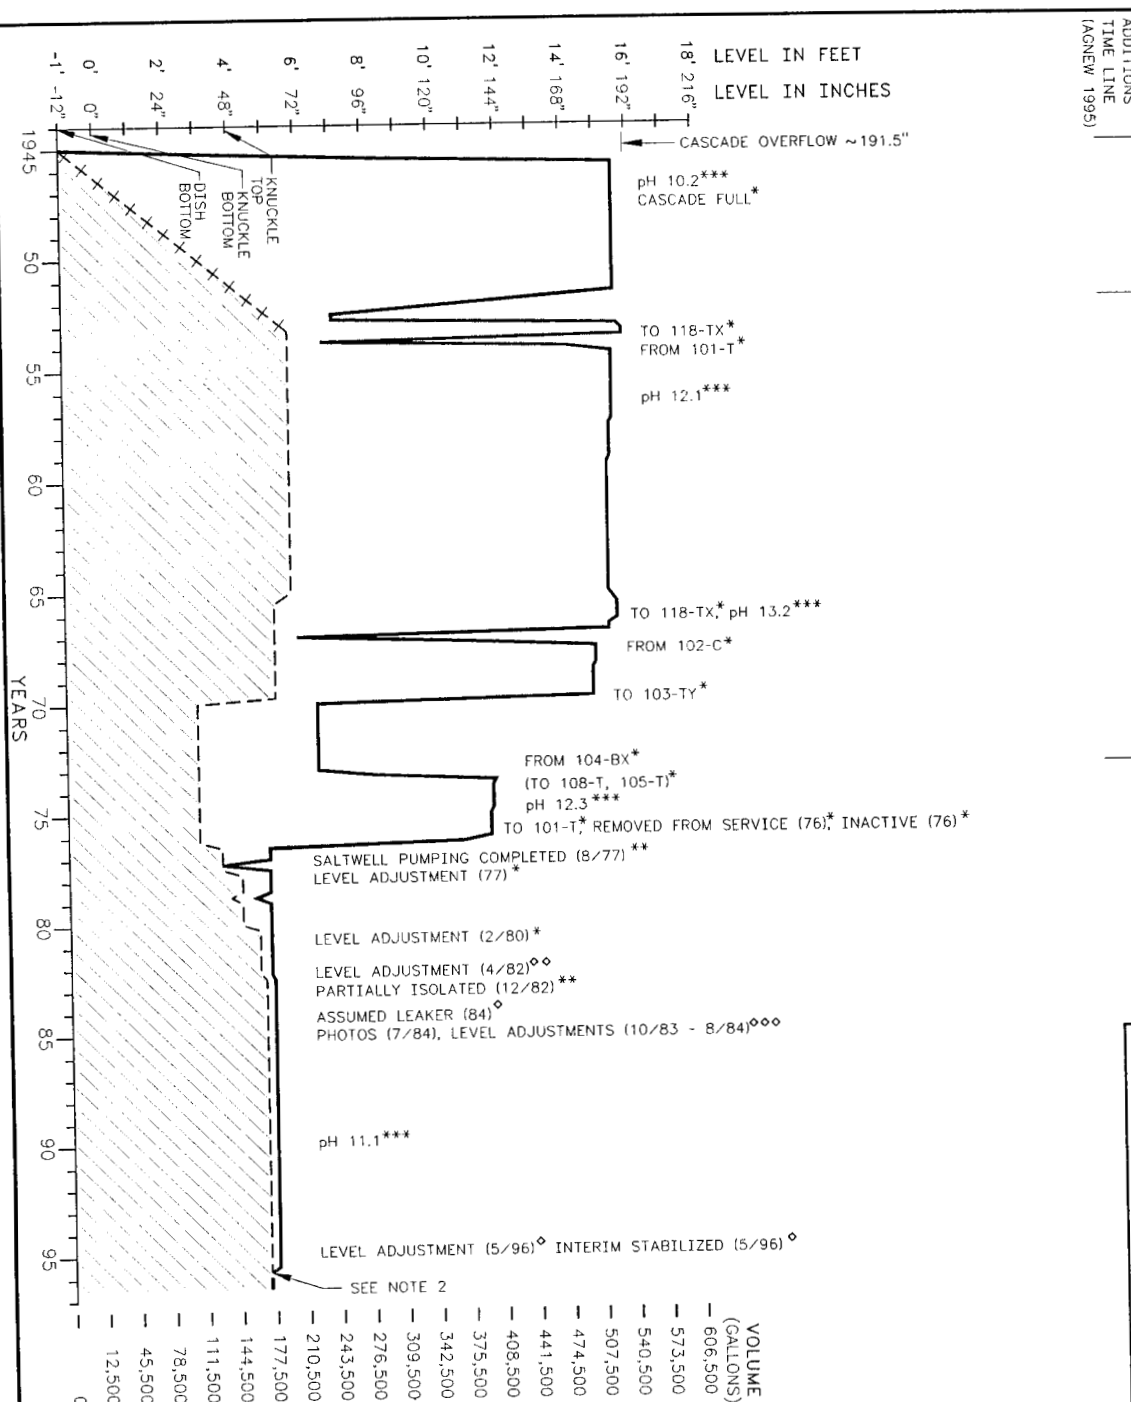 ADDITIONS
TIME LINE
(AGNEW 1995)
LEVEL IN FEET
LEVEL IN INCHES
-1' 0' 2' 4' 6' 8' 10' 12' 14' 16' 18'
-12" 0" 24" 48" 72" 96" 120" 144" 168" 192" 216"
CASCADE OVERFLOW ~191.5"
pH 10.2***
CASCADE FULL*
KNUCKLE
TOP
KNUCKLE
BOTTOM
DISH
BOTTOM
TO 118-TX*
FROM 101-T*
pH 12.1***
TO 118-TX,* pH 13.2***
FROM 102-C*
TO 103-TY*
FROM 104-BX*
(TO 108-T, 105-T)*
pH 12.3***
TO 101-T,* REMOVED FROM SERVICE (76),* INACTIVE (76)*
SALTWELL PUMPING COMPLETED (8/77)**
LEVEL ADJUSTMENT (77)*
LEVEL ADJUSTMENT (2/80)*
LEVEL ADJUSTMENT (4/82)◊◊
PARTIALLY ISOLATED (12/82)**
ASSUMED LEAKER (84)◊
PHOTOS (7/84), LEVEL ADJUSTMENTS (10/83 - 8/84)◊◊◊
pH 11.1***
LEVEL ADJUSTMENT (5/96)◊ INTERIM STABILIZED (5/96)◊
SEE NOTE 2
1945 50 55 60 65 70 75 80 85 90 95
YEARS
VOLUME
(GALLONS)
606,500
573,500
540,500
507,500
474,500
441,500
408,500
375,500
342,500
309,500
276,500
243,500
210,500
177,500
144,500
111,500
78,500
45,500
12,500
0